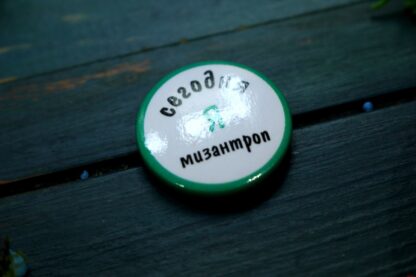 сегодня
Я
мизантроп